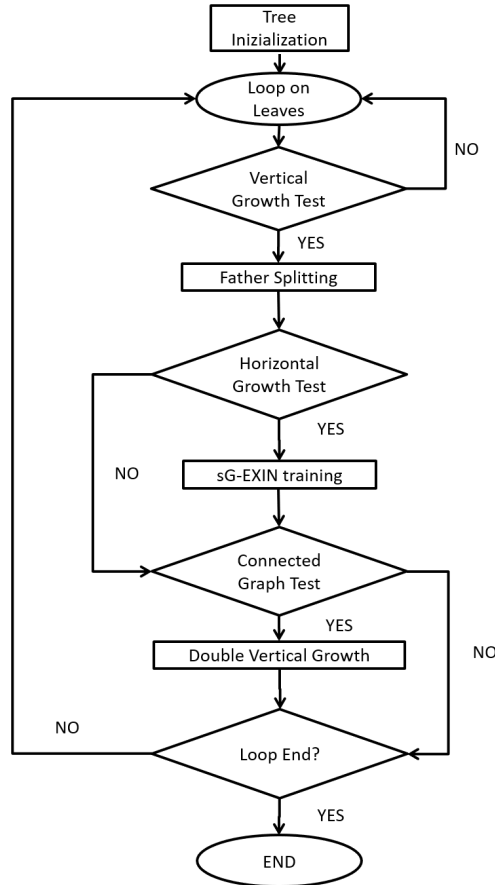 Tree
Inizialization
Loop on
Leaves
NO
Vertical
Growth Test
YES
Father Splitting
Horizontal
Growth Test
YES
NO
sG-EXIN training
Connected
Graph Test
YES
NO
Double Vertical Growth
NO
Loop End?
YES
END